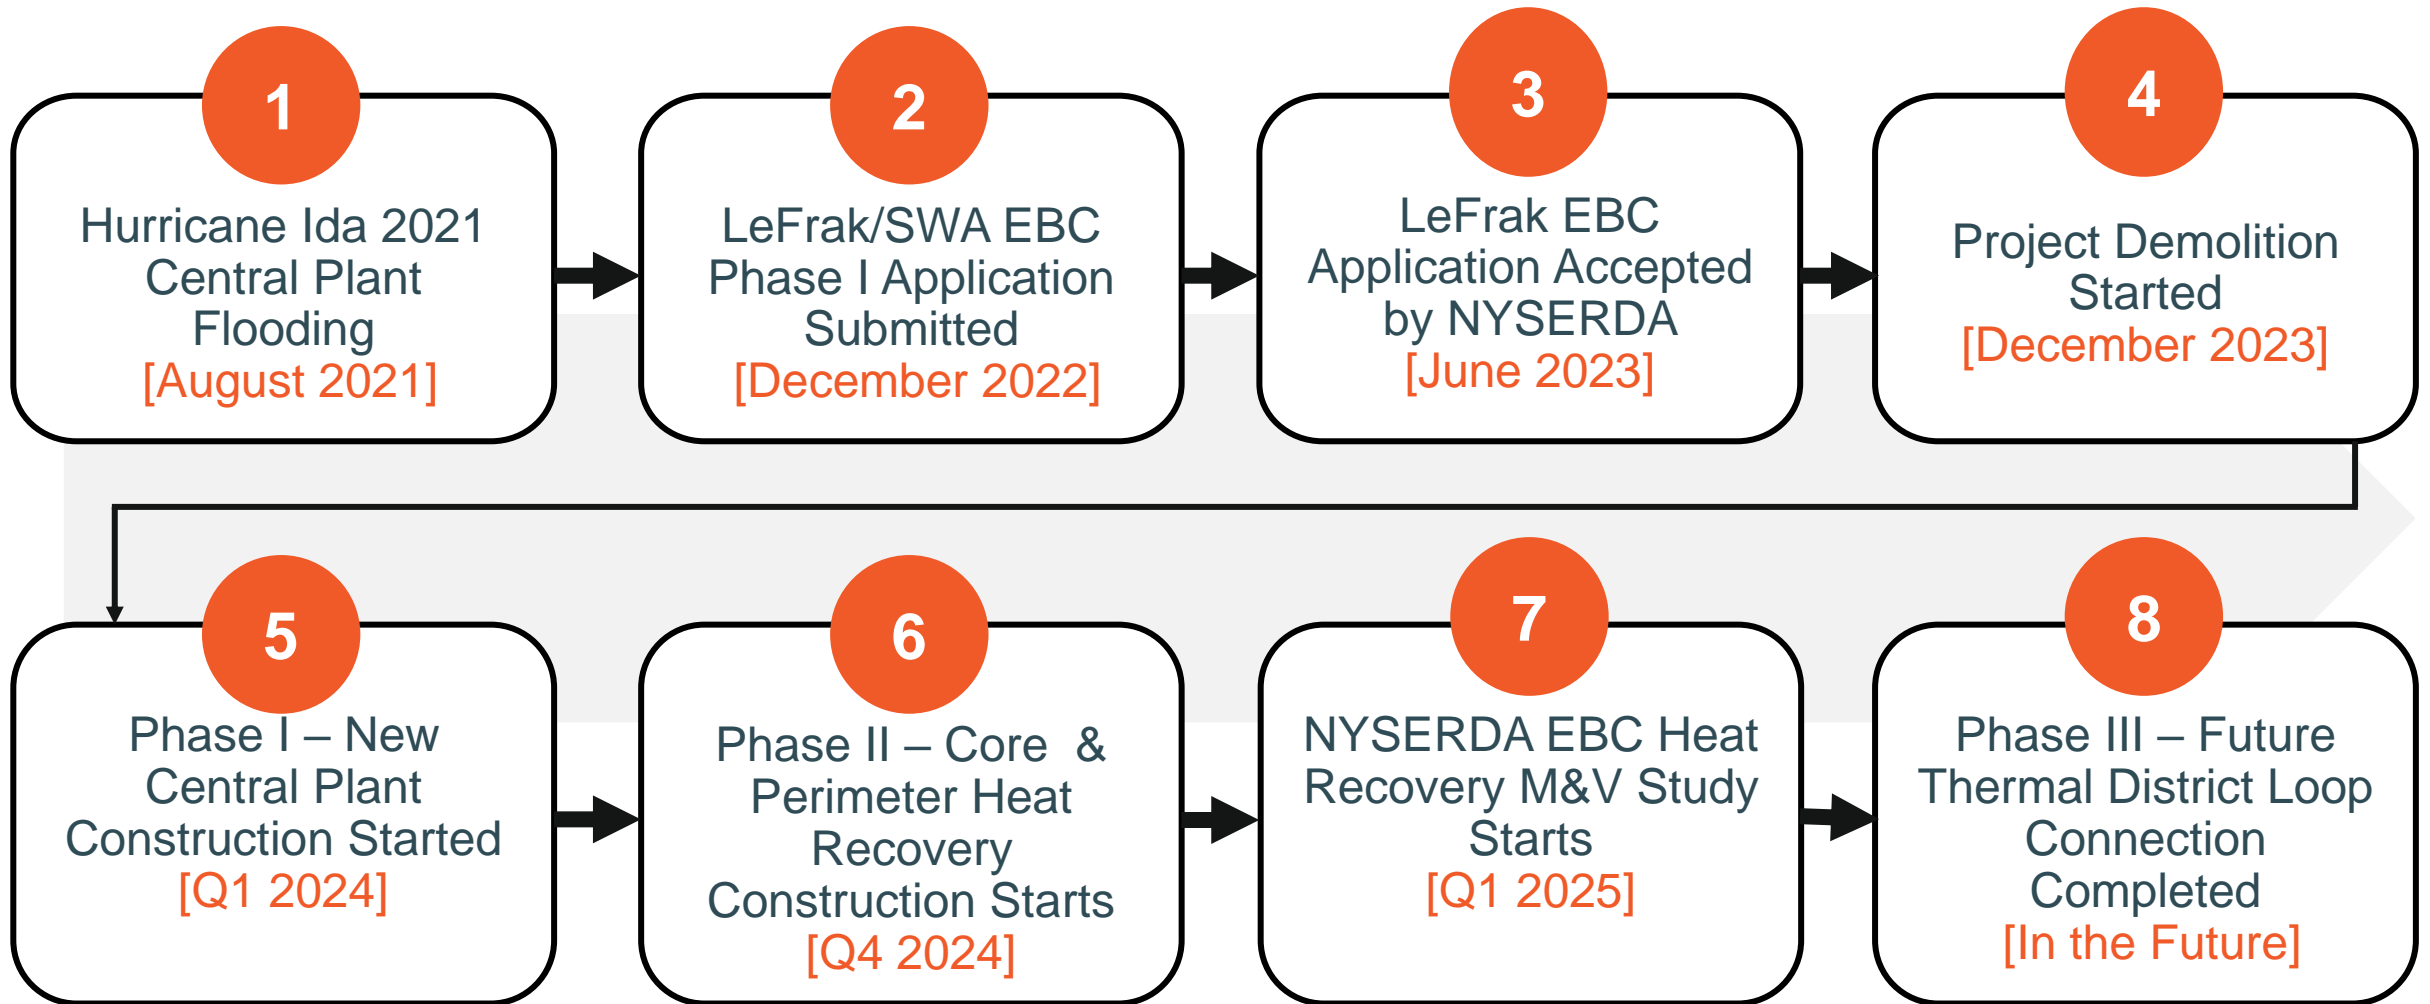 1
Hurricane Ida 2021
Central Plant
Flooding
[August 2021]
2
LeFrak/SWA EBC
Phase I Application
Submitted
[December 2022]
3
LeFrak EBC
Application Accepted
by NYSERDA
[June 2023]
4
Project Demolition
Started
[December 2023]
5
Phase I – New
Central Plant
Construction Started
[Q1 2024]
6
Phase II – Core &
Perimeter Heat
Recovery
Construction Starts
[Q4 2024]
7
NYSERDA EBC Heat
Recovery M&V Study
Starts
[Q1 2025]
8
Phase III – Future
Thermal District Loop
Connection
Completed
[In the Future]